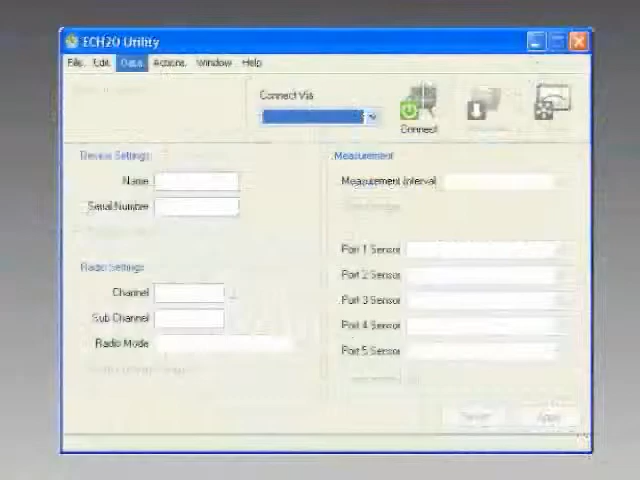 ECH2O Utility
File Edit Data Actions Window Help
Connect Via
Connect
Device Settings
Measurement
Name
Measurement Interval
Serial Number
Port 1 Sensor
Radio Settings
Port 2 Sensor
Channel
Port 3 Sensor
Sub Channel
Port 4 Sensor
Radio Mode
Port 5 Sensor
Apply